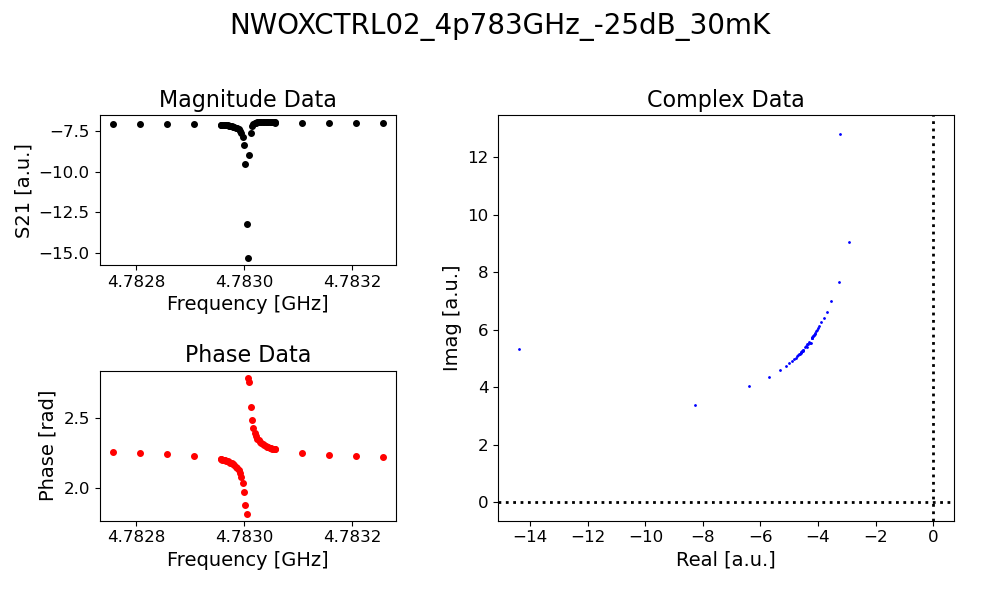 NWOXCTRL02_4p783GHz_-25dB_30mK
Magnitude Data
S21 [a.u.]
−7.5
−10.0
−12.5
−15.0
4.7828
4.7830
4.7832
Frequency [GHz]
Phase Data
Phase [rad]
2.5
2.0
4.7828
4.7830
4.7832
Frequency [GHz]
Complex Data
Imag [a.u.]
12
10
8
6
4
2
0
−14
−12
−10
−8
−6
−4
−2
0
Real [a.u.]